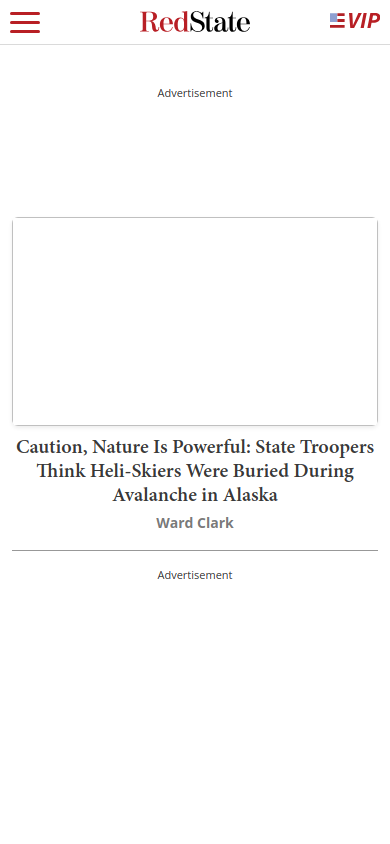 RedState
VIP
Advertisement
Caution, Nature Is Powerful: State Troopers
Think Heli-Skiers Were Buried During
Avalanche in Alaska
Ward Clark
Advertisement